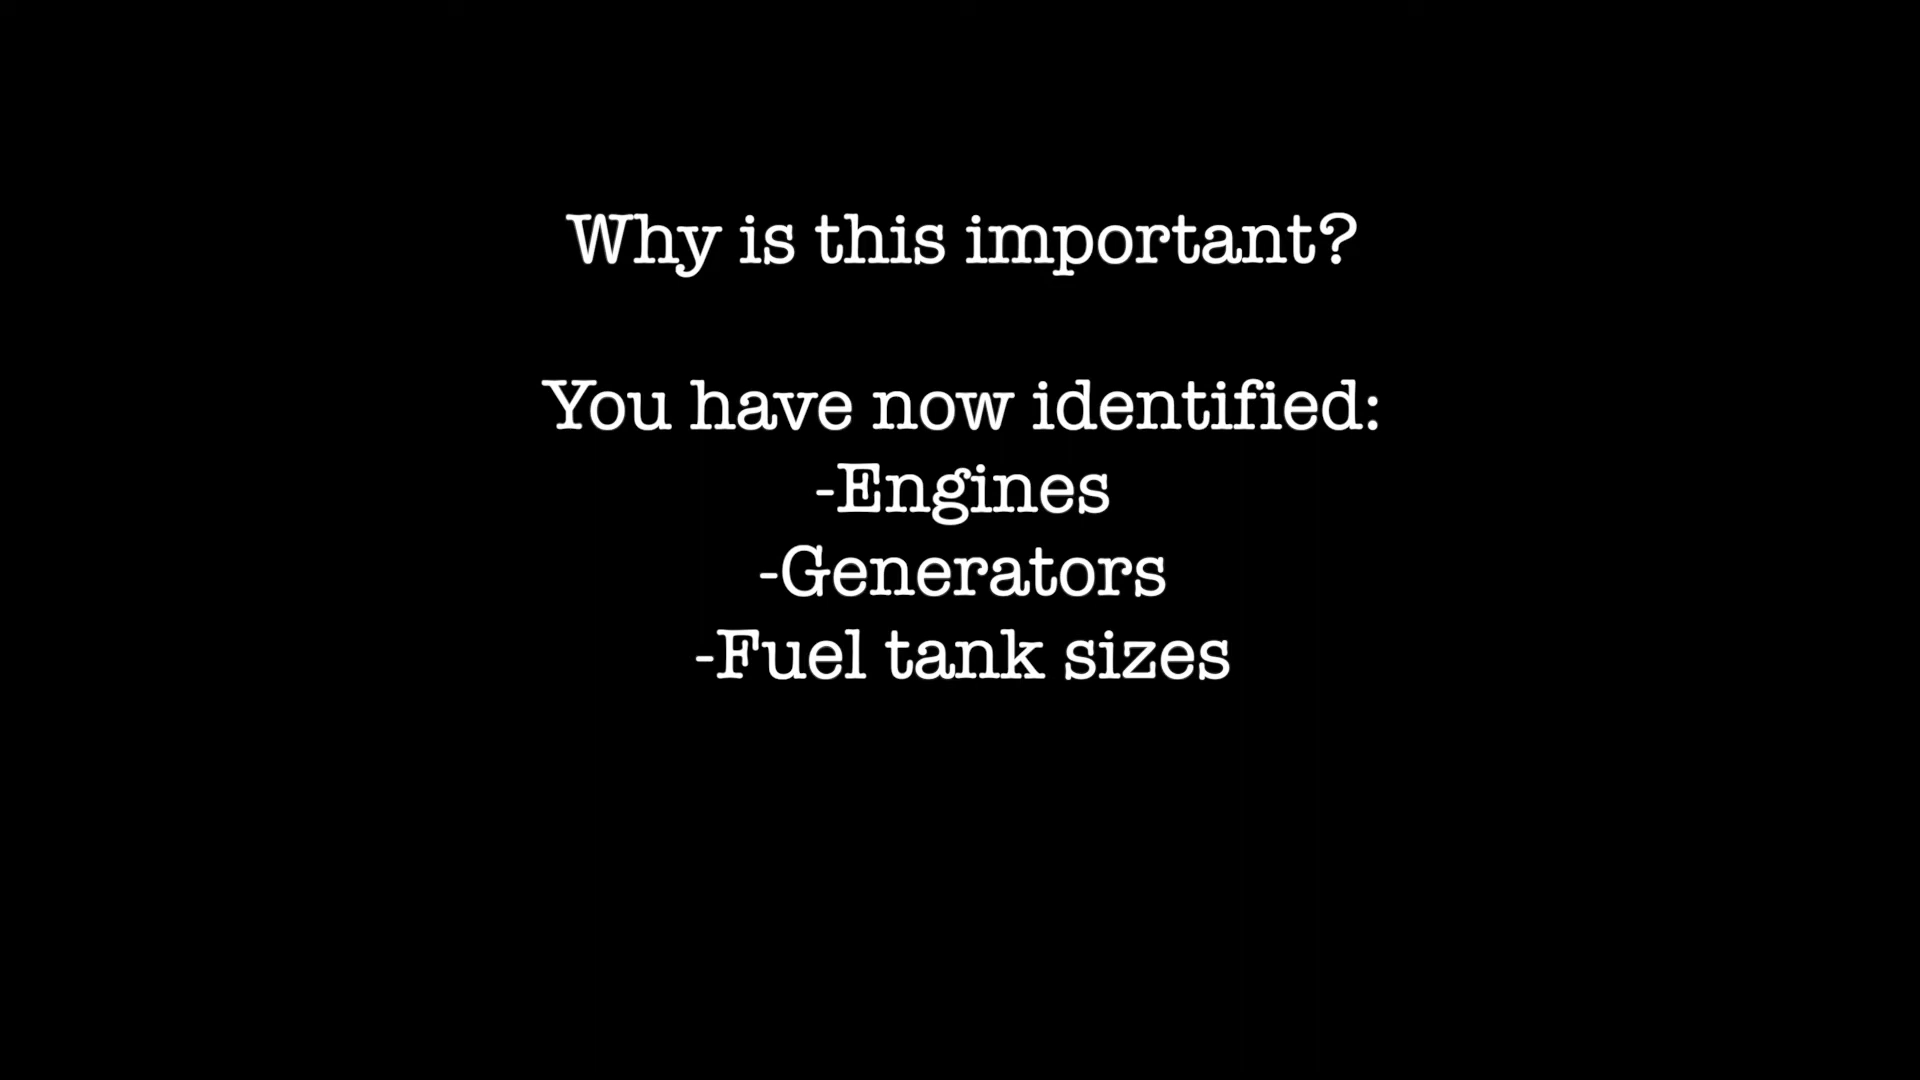 Why is this important?
You have now identified:
-Engines
-Generators
-Fuel tank sizes